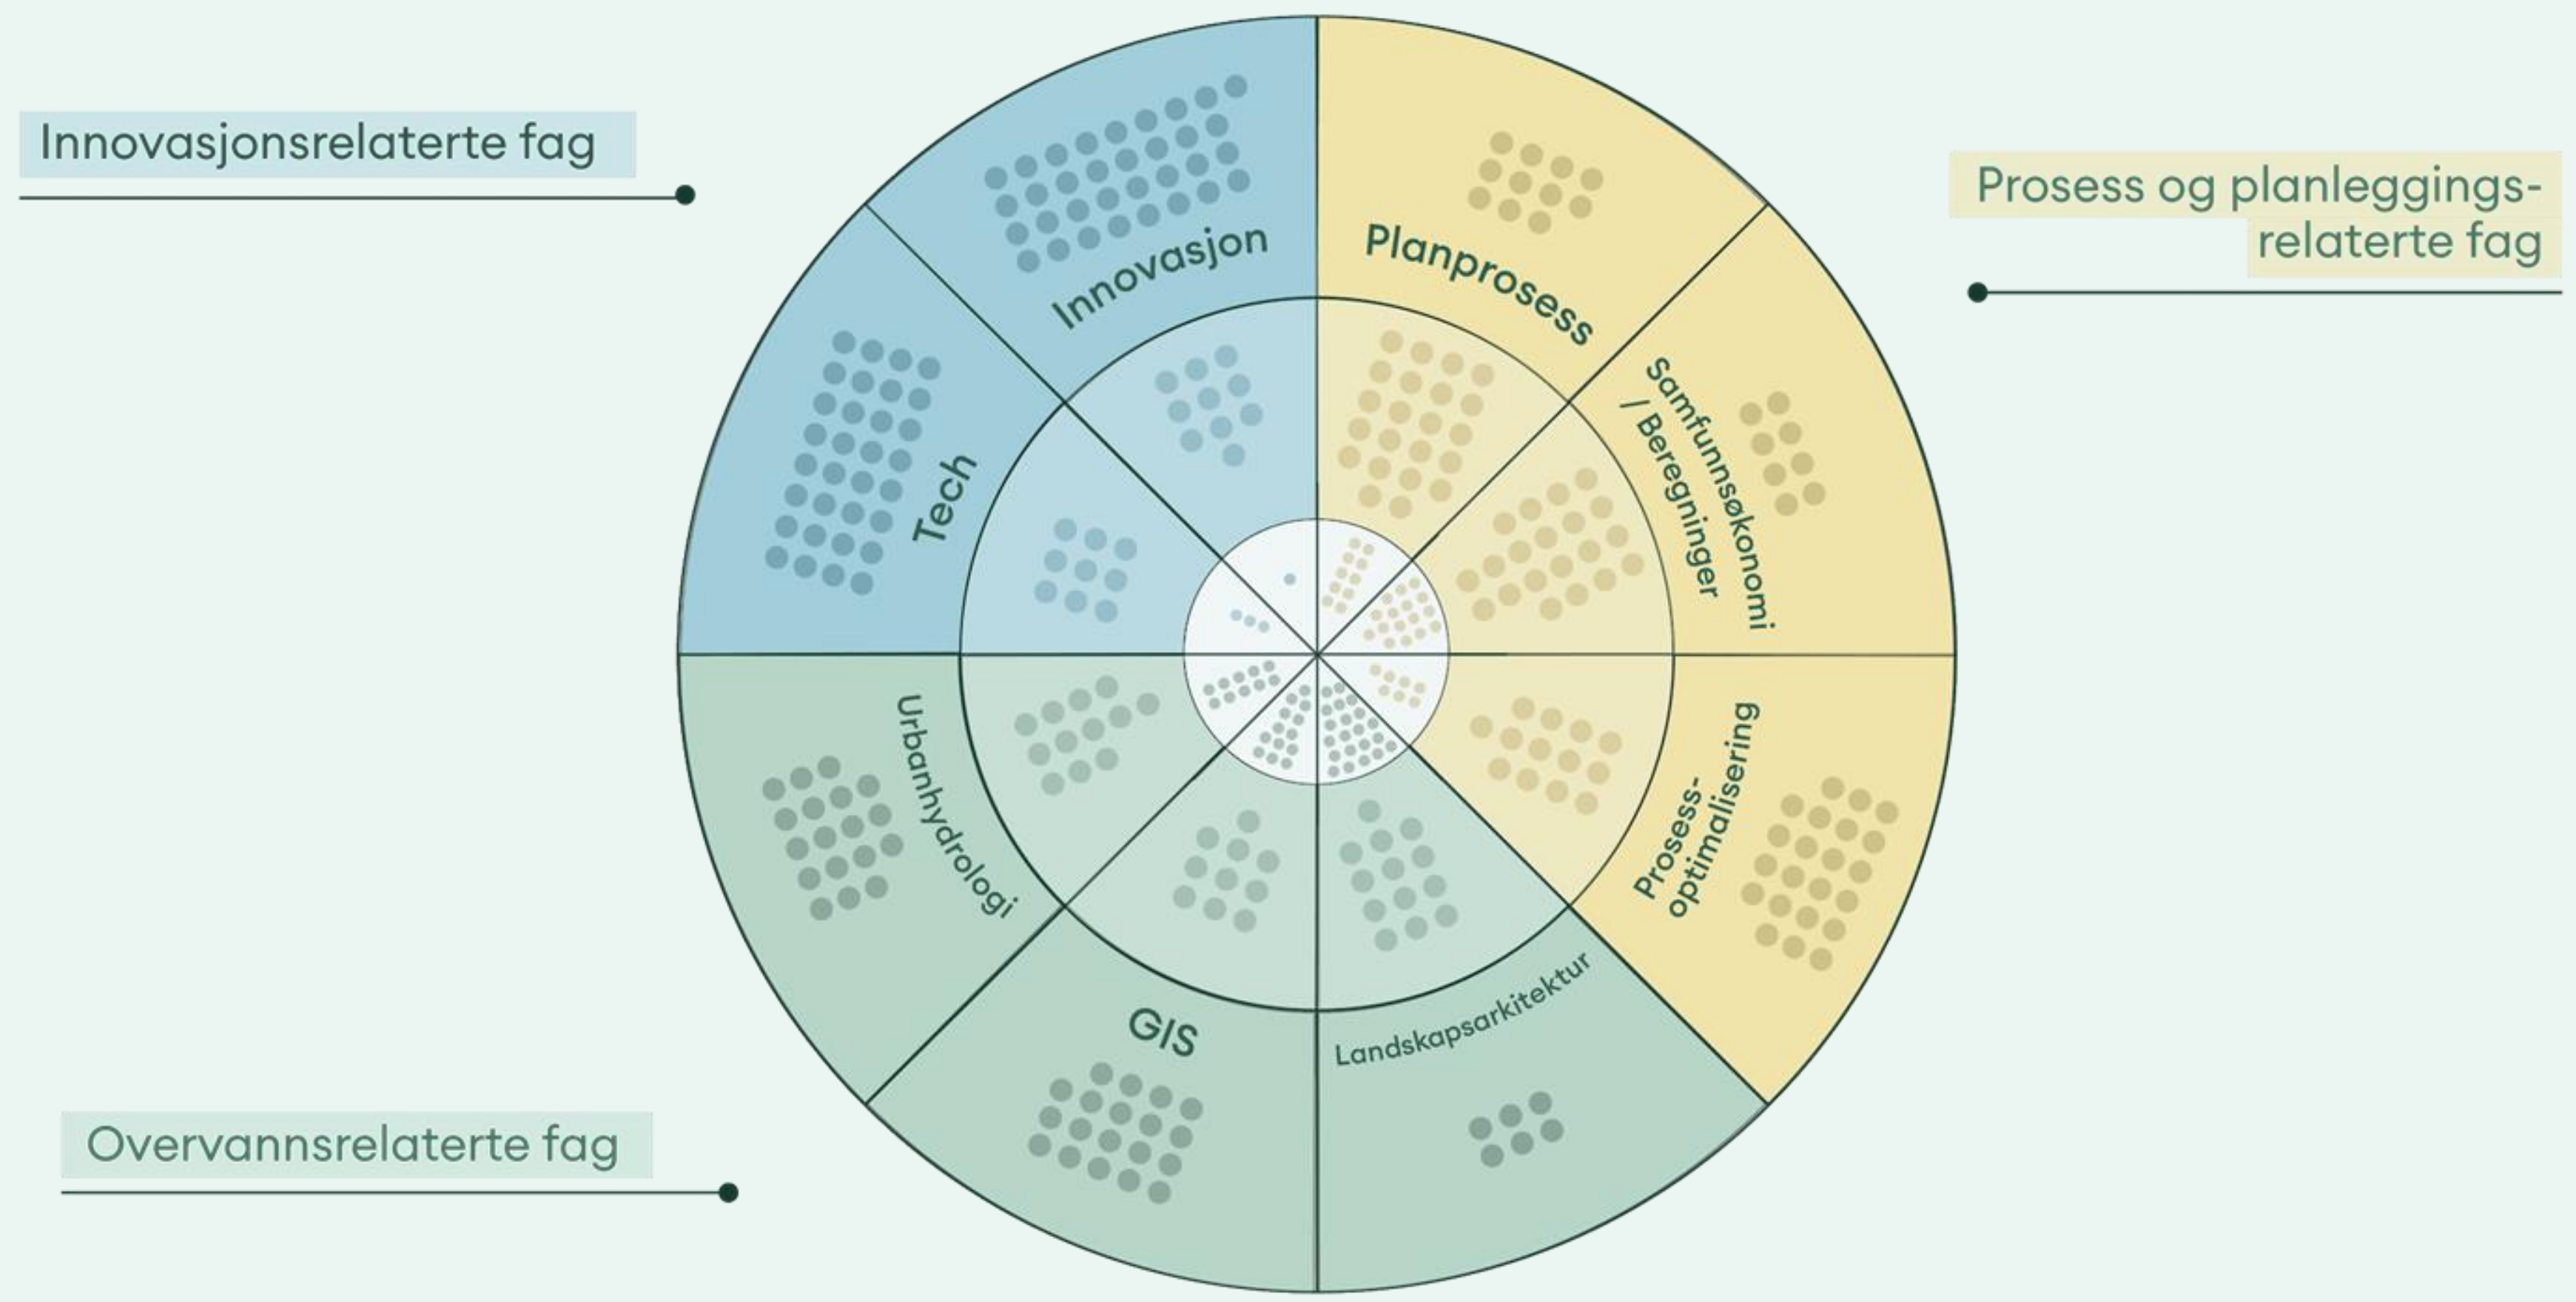 Innovasjonsrelaterte fag
Prosess og planleggings-
relaterte fag
Innovasjon
Planprosess
Samfunnsøkonomi
/ Beregninger
Tech
Urbanhydrologi
Prosess-
optimalisering
GIS
Landskapsarkitektur
Overvannsrelaterte fag